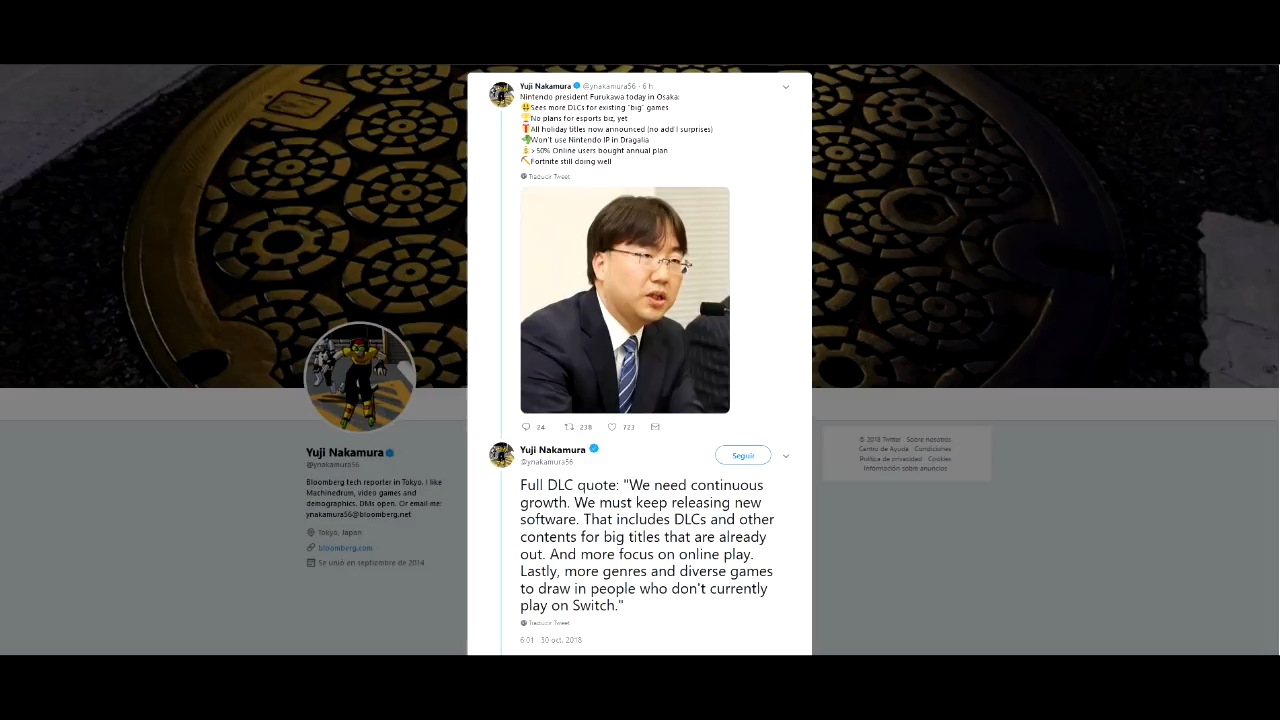 Yuji Nakamura @ynakamura56 · 6 h
Nintendo president Furukawa today in Osaka:
Sees more DLCs for existing "big" games
No plans for esports biz, yet
All holiday titles now announced (no add'l surprises)
Won't use Nintendo IP in Dragalia
> 50% Online users bought annual plan
Fortnite still doing well
Traducir Tweet
24 238 723
Yuji Nakamura
@ynakamura56
Seguir
Full DLC quote: "We need continuous
growth. We must keep releasing new
software. That includes DLCs and other
contents for big titles that are already
out. And more focus on online play.
Lastly, more genres and diverse games
to draw in people who don't currently
play on Switch."
Traducir Tweet
6:01 · 30 oct. 2018
Yuji Nakamura
@ynakamura56
Bloomberg tech reporter in Tokyo. I like
Machinedrum, video games and
demographics. DMs open. Or email me:
ynakamura56@bloomberg.net
Tokyo, Japan
bloomberg.com
Se unió en septiembre de 2014
© 2018 Twitter Sobre nosotros
Centro de Ayuda Condiciones
Política de privacidad Cookies
Información sobre anuncios